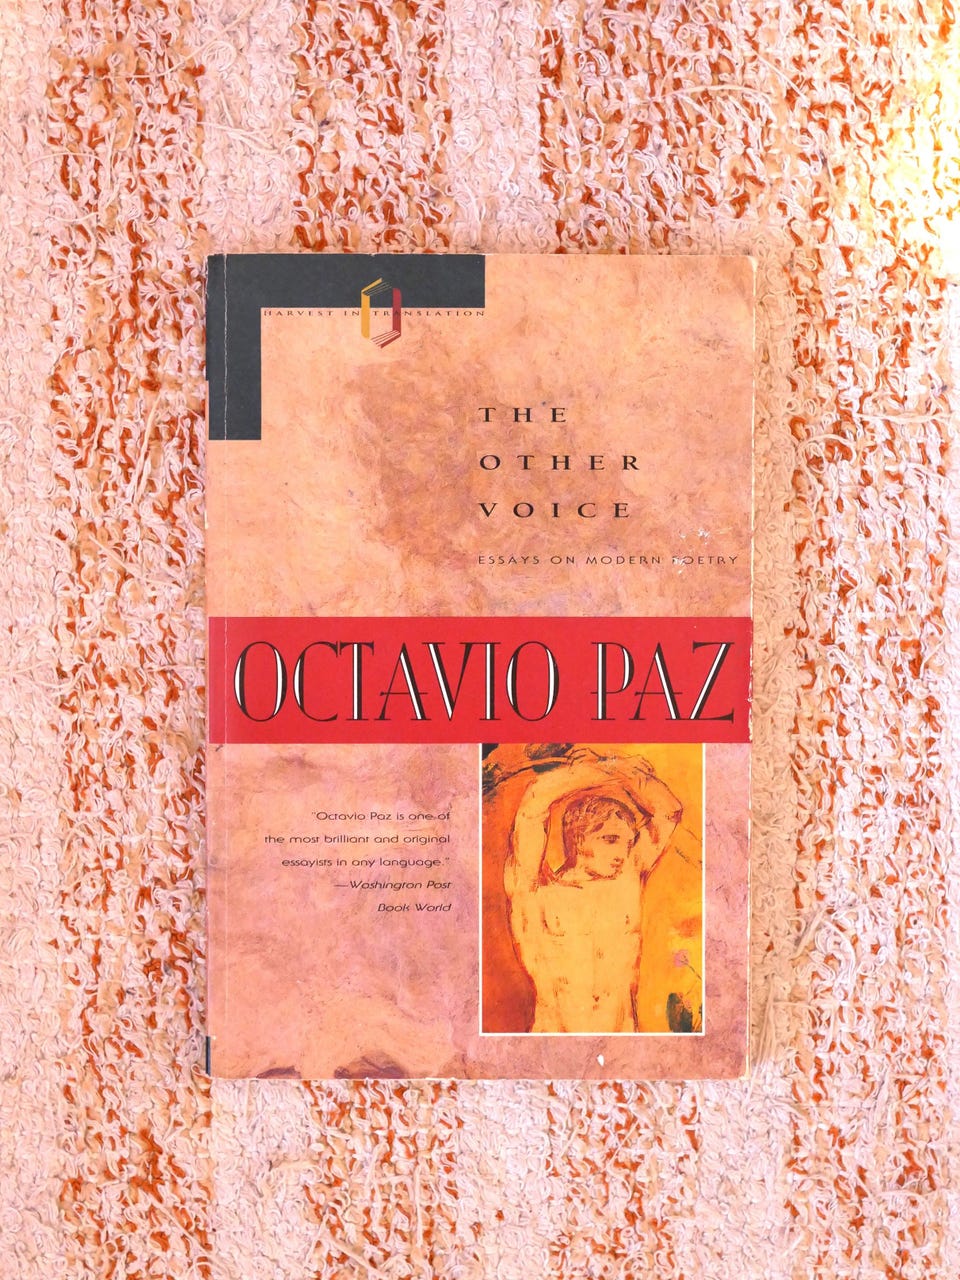 HARVEST IN TRANSLATION
THE
OTHER
VOICE
ESSAYS ON MODERN POETRY
OCTAVIO PAZ
"Octavio Paz is one of
the most brilliant and original
essayists in any language."
—Washington Post
Book World